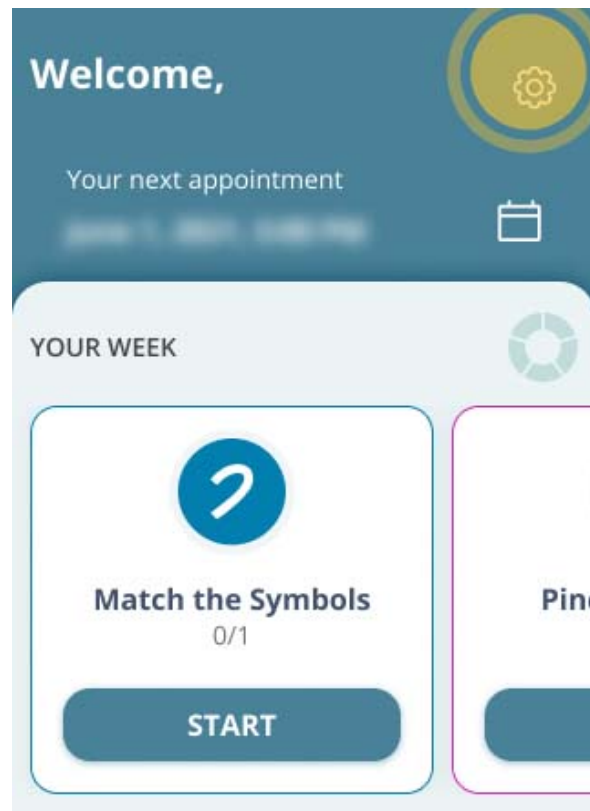 Welcome,
Your next appointment
YOUR WEEK
Match the Symbols
0/1
START